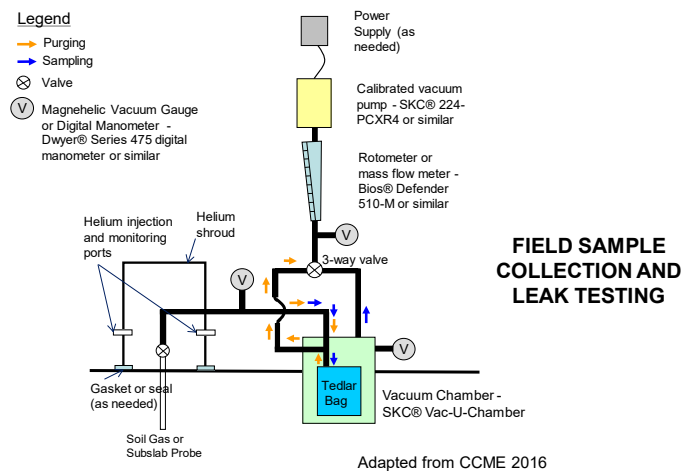 Legend
Purging
Sampling
Valve
V
Magnehelic Vacuum Gauge
or Digital Manometer -
Dwyer® Series 475 digital
manometer or similar
Power
Supply (as
needed)
Calibrated vacuum
pump - SKC® 224-
PCXR4 or similar
Rotometer or
mass flow meter -
Bios® Defender
510-M or similar
V
3-way valve
Helium injection
and monitoring
ports
Helium
shroud
V
FIELD SAMPLE
COLLECTION AND
LEAK TESTING
V
Gasket or seal
(as needed)
Tedlar
Bag
Vacuum Chamber -
SKC® Vac-U-Chamber
Soil Gas or
Subslab Probe
Adapted from CCME 2016